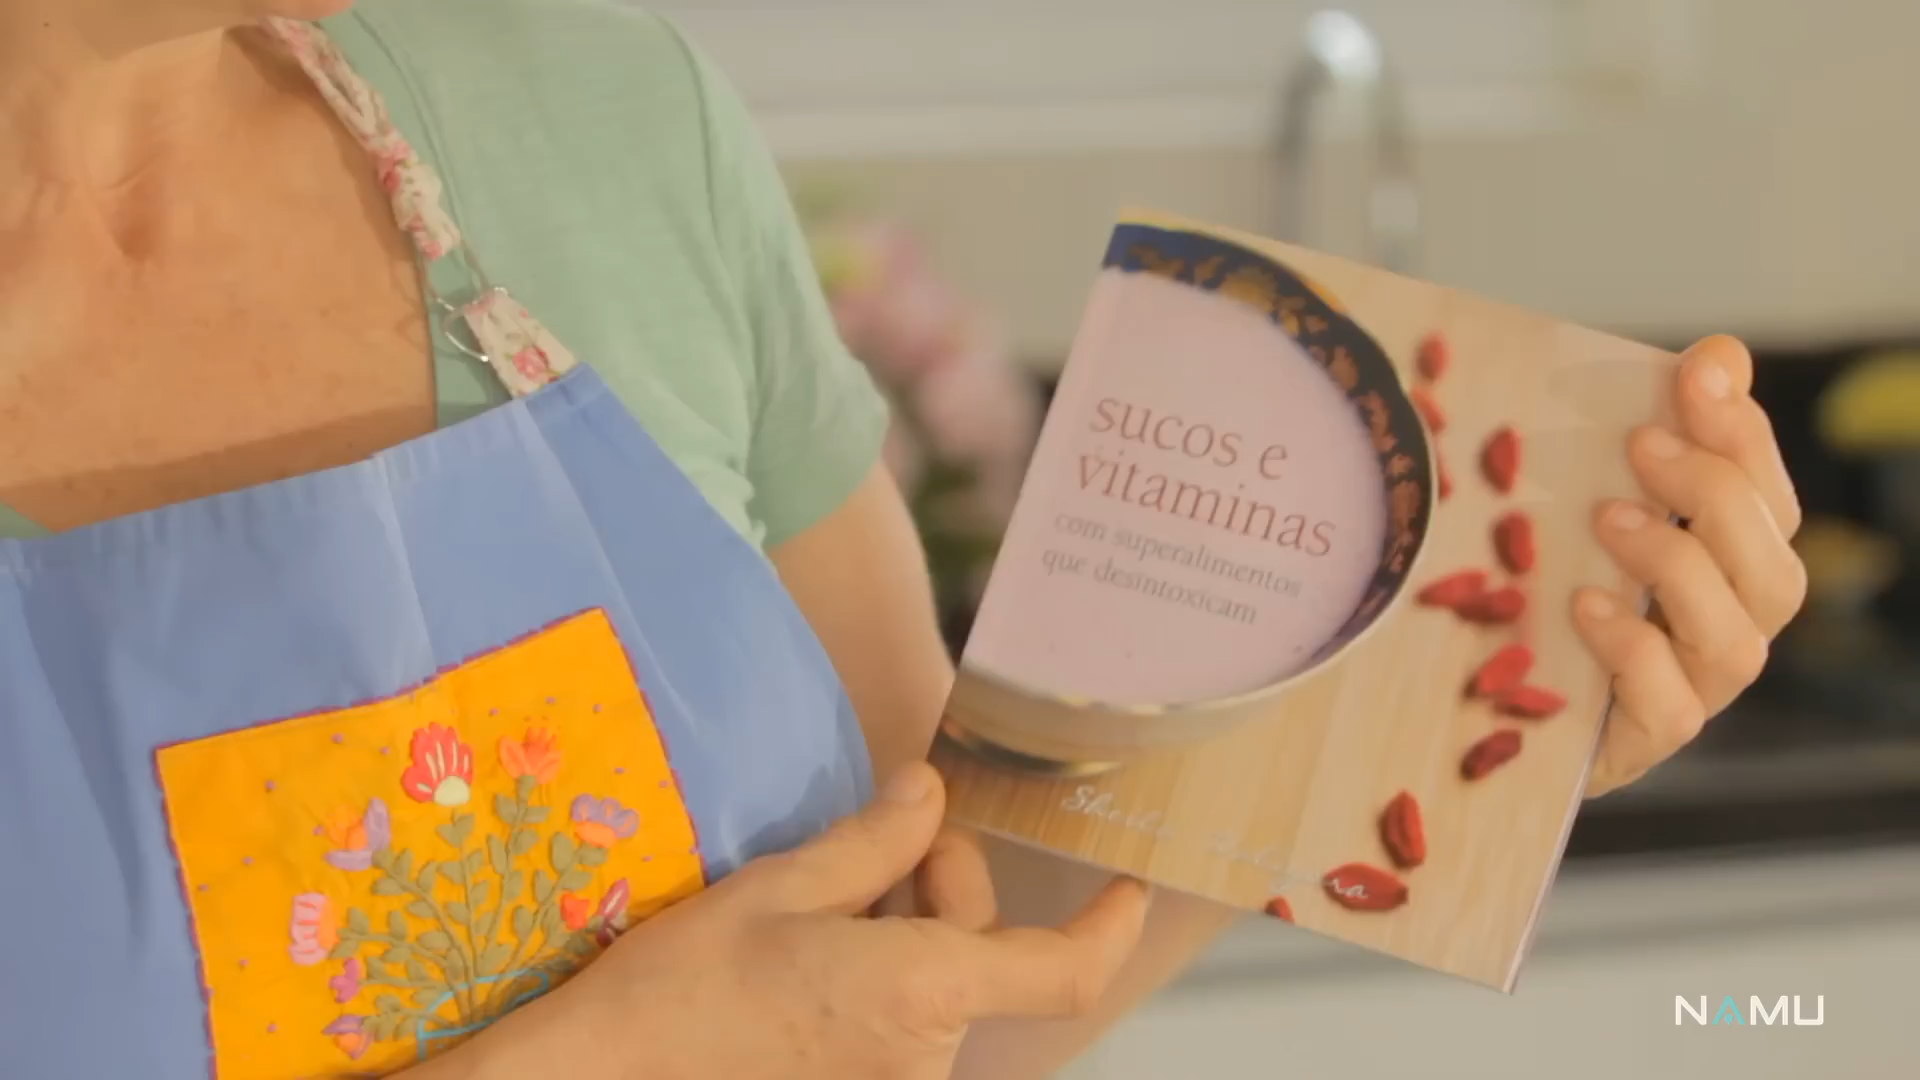 sucos e
vitaminas
com superalimentos
que desintoxicam
NAMU